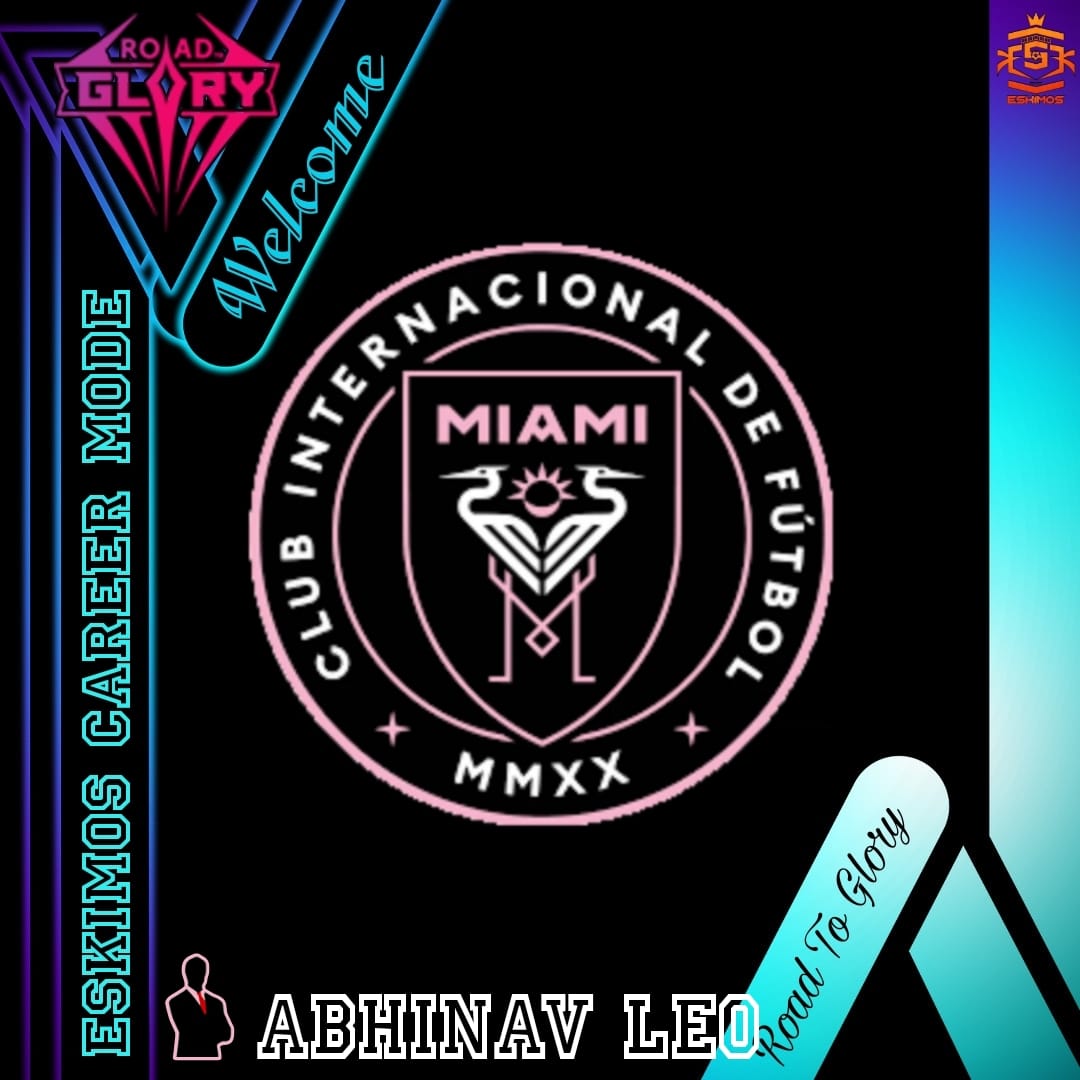 ROAD
GLORY
Welcome
ESKIMOS
CLUB INTERNACIONAL DE FÚTBOL
MIAMI
MMXX
ESKIMOS CAREER MODE
Road To Glory
ABHINAV LEO